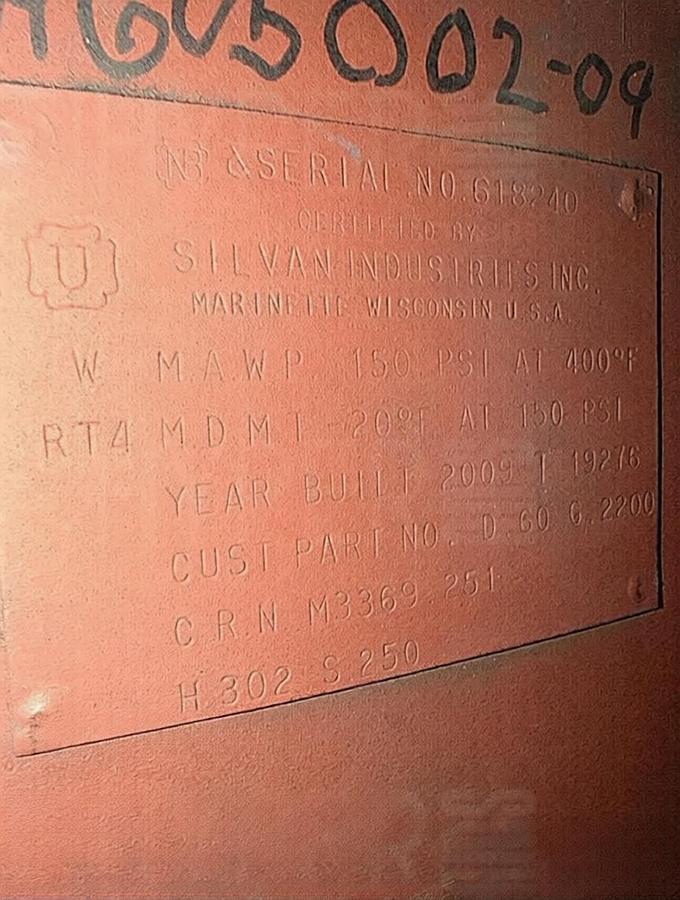 A605002-09
NB & SERIAL NO. 618240
CERTIFIED BY
U SILVAN INDUSTRIES INC.
MARINETTE WISCONSIN U.S.A.
W M.A.W.P 150 PSI AT 400°F
RT4 M.D.M.T -20°F AT 150 PSI
YEAR BUILT 2009 T 19276
CUST PART NO. D.60 G.2200
C.R.N M3369.251
H.302 S.250